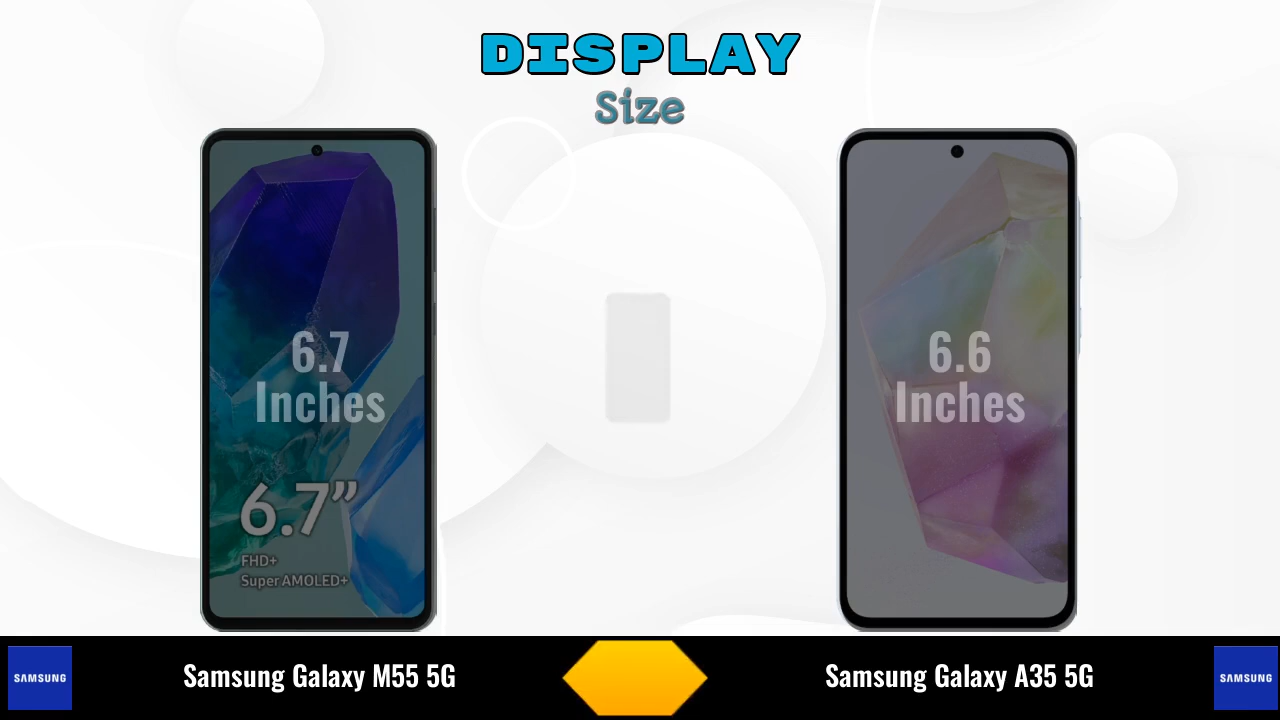 DISPLAY
Size
6.7
Inches
6.7”
FHD+
Super AMOLED+
6.6
Inches
SAMSUNG
Samsung Galaxy M55 5G
Samsung Galaxy A35 5G
SAMSUNG